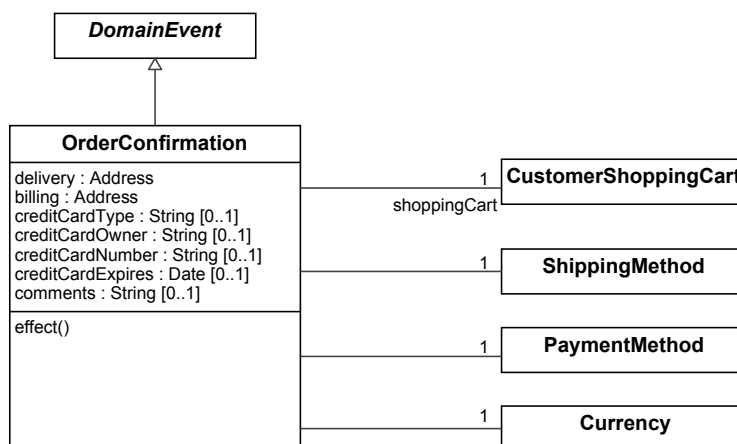 DomainEvent
OrderConfirmation
delivery : Address
billing : Address
creditCardType : String [0..1]
creditCardOwner : String [0..1]
creditCardNumber : String [0..1]
creditCardExpires : Date [0..1]
comments : String [0..1]
effect()
1
CustomerShoppingCart
shoppingCart
1
ShippingMethod
1
PaymentMethod
1
Currency